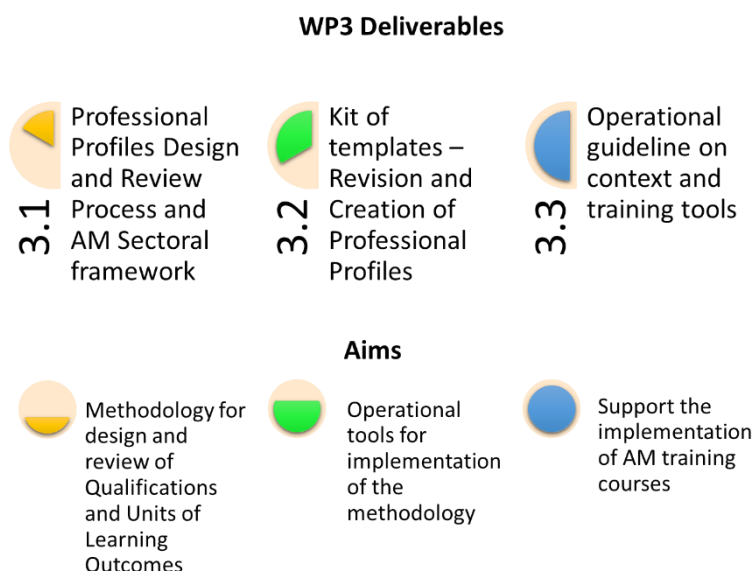 WP3 Deliverables
3.1
Professional
Profiles Design
and Review
Process and
AM Sectoral
framework
3.2
Kit of
templates –
Revision and
Creation of
Professional
Profiles
3.3
Operational
guideline on
context and
training tools
Aims
Methodology for
design and
review of
Qualifications
and Units of
Learning
Outcomes
Operational
tools for
implementation
of the
methodology
Support the
implementation
of AM training
courses